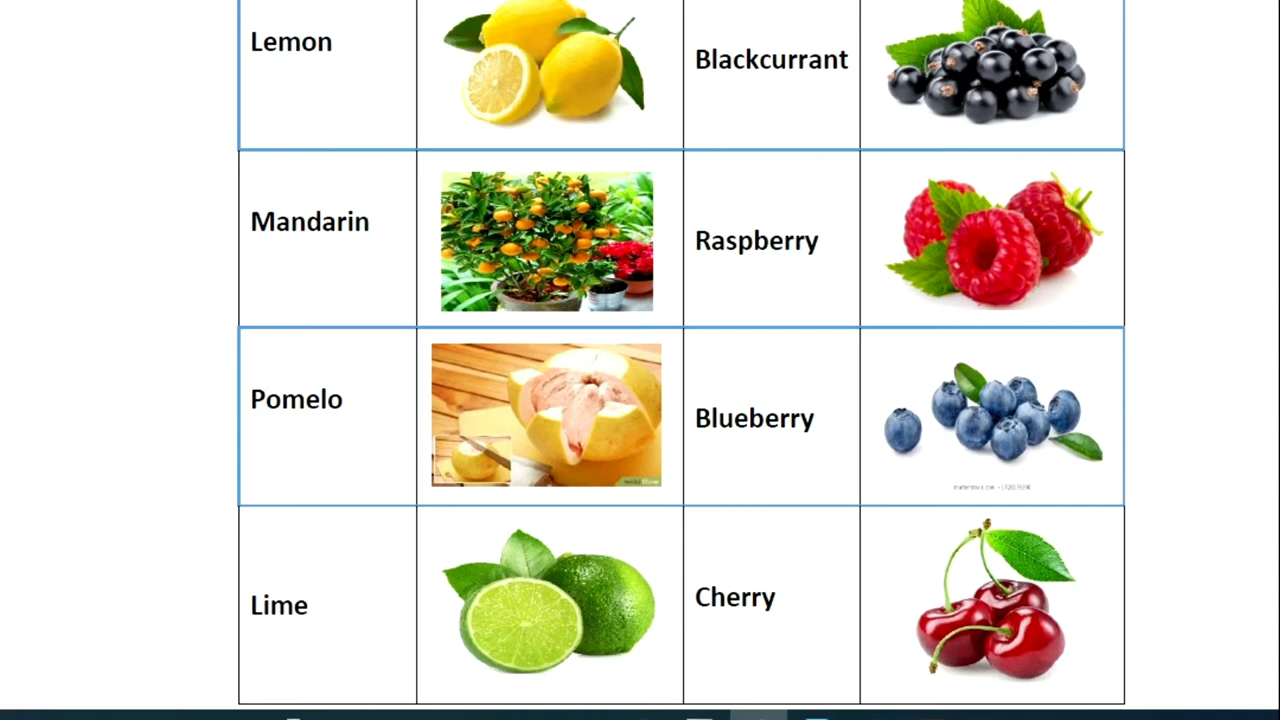 Lemon
Blackcurrant
Mandarin
Raspberry
Pomelo
Blueberry
Lime
Cherry